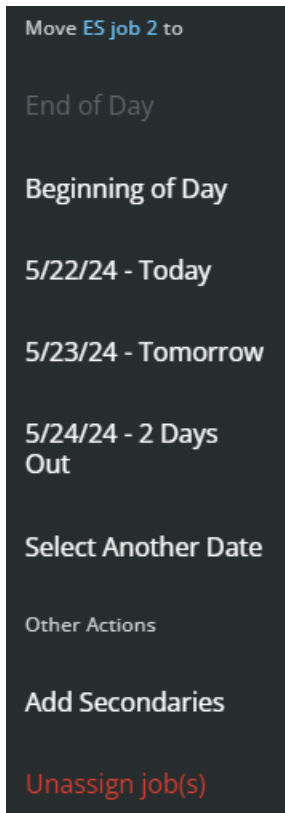 Move ES job 2 to
End of Day
Beginning of Day
5/22/24 - Today
5/23/24 - Tomorrow
5/24/24 - 2 Days
Out
Select Another Date
Other Actions
Add Secondaries
Unassign job(s)